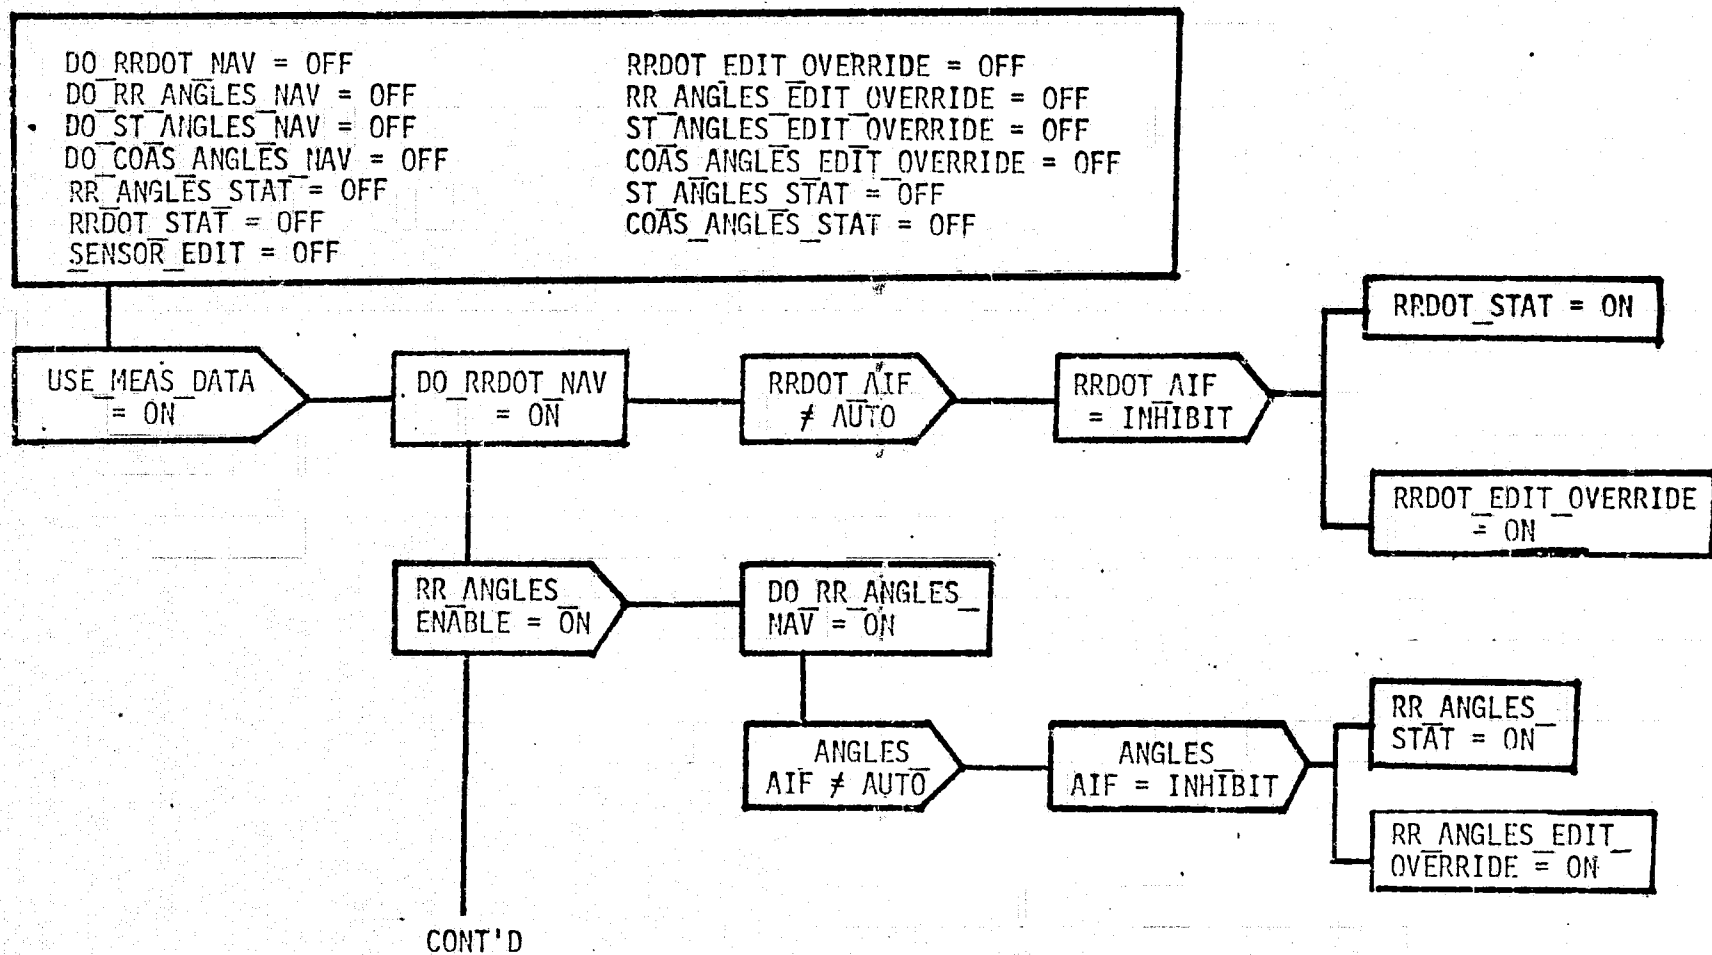 DO_RRDOT_NAV = OFF
DO_RR_ANGLES_NAV = OFF
DO_ST_ANGLES_NAV = OFF
DO_COAS_ANGLES_NAV = OFF
RR_ANGLES_STAT = OFF
RRDOT_STAT = OFF
SENSOR_EDIT = OFF
RRDOT_EDIT_OVERRIDE = OFF
RR_ANGLES_EDIT_OVERRIDE = OFF
ST_ANGLES_EDIT_OVERRIDE = OFF
COAS_ANGLES_EDIT_OVERRIDE = OFF
ST_ANGLES_STAT = OFF
COAS_ANGLES_STAT = OFF
USE_MEAS_DATA
= ON
DO_RRDOT_NAV
= ON
RRDOT_AIF
≠ AUTO
RRDOT_AIF
= INHIBIT
RRDOT_STAT = ON
RRDOT_EDIT_OVERRIDE
= ON
RR_ANGLES_
ENABLE = ON
DO_RR_ANGLES_
NAV = ON
ANGLES_
AIF ≠ AUTO
ANGLES_
AIF = INHIBIT
RR_ANGLES_
STAT = ON
RR_ANGLES_EDIT_
OVERRIDE = ON
CONT'D